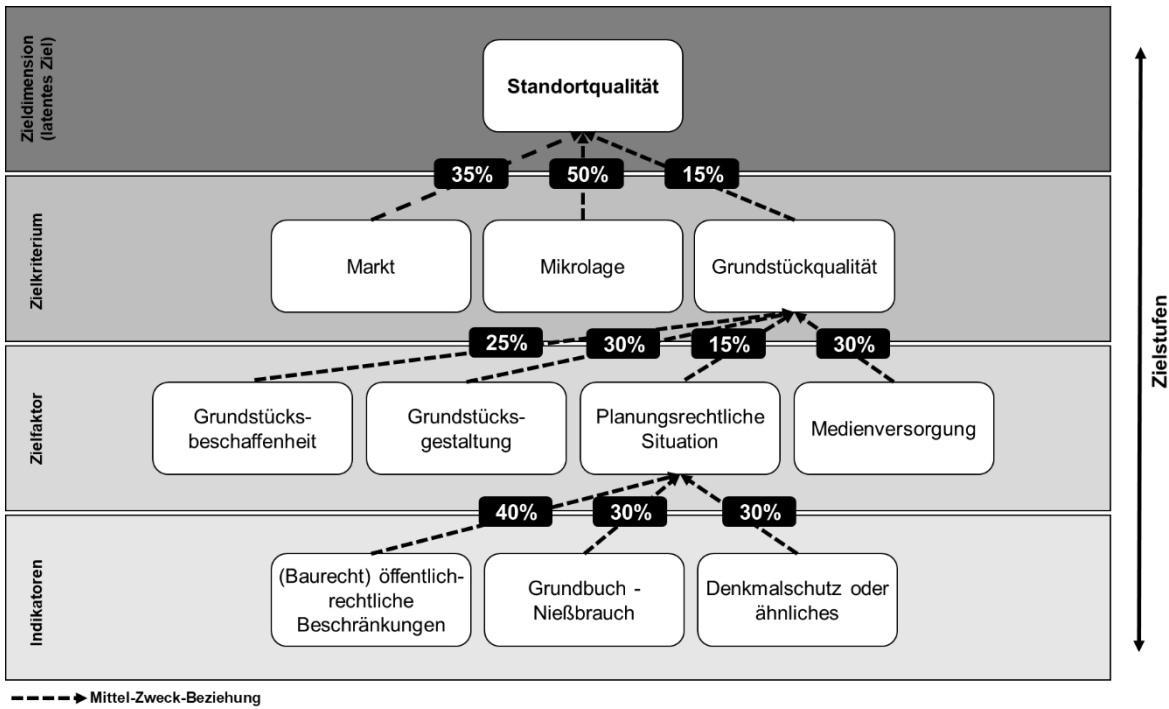 Zieldimension
(latentes Ziel)
Standortqualität
35%
50%
15%
Zielkriterium
Markt
Mikrolage
Grundstückqualität
25%
30%
15%
30%
Zielfaktor
Grundstücks-
beschaffenheit
Grundstücks-
gestaltung
Planungsrechtliche
Situation
Medienversorgung
40%
30%
30%
Indikatoren
(Baurecht) öffentlich-
rechtliche
Beschränkungen
Grundbuch -
Nießbrauch
Denkmalschutz oder
ähnliches
Zielstufen
Mittel-Zweck-Beziehung